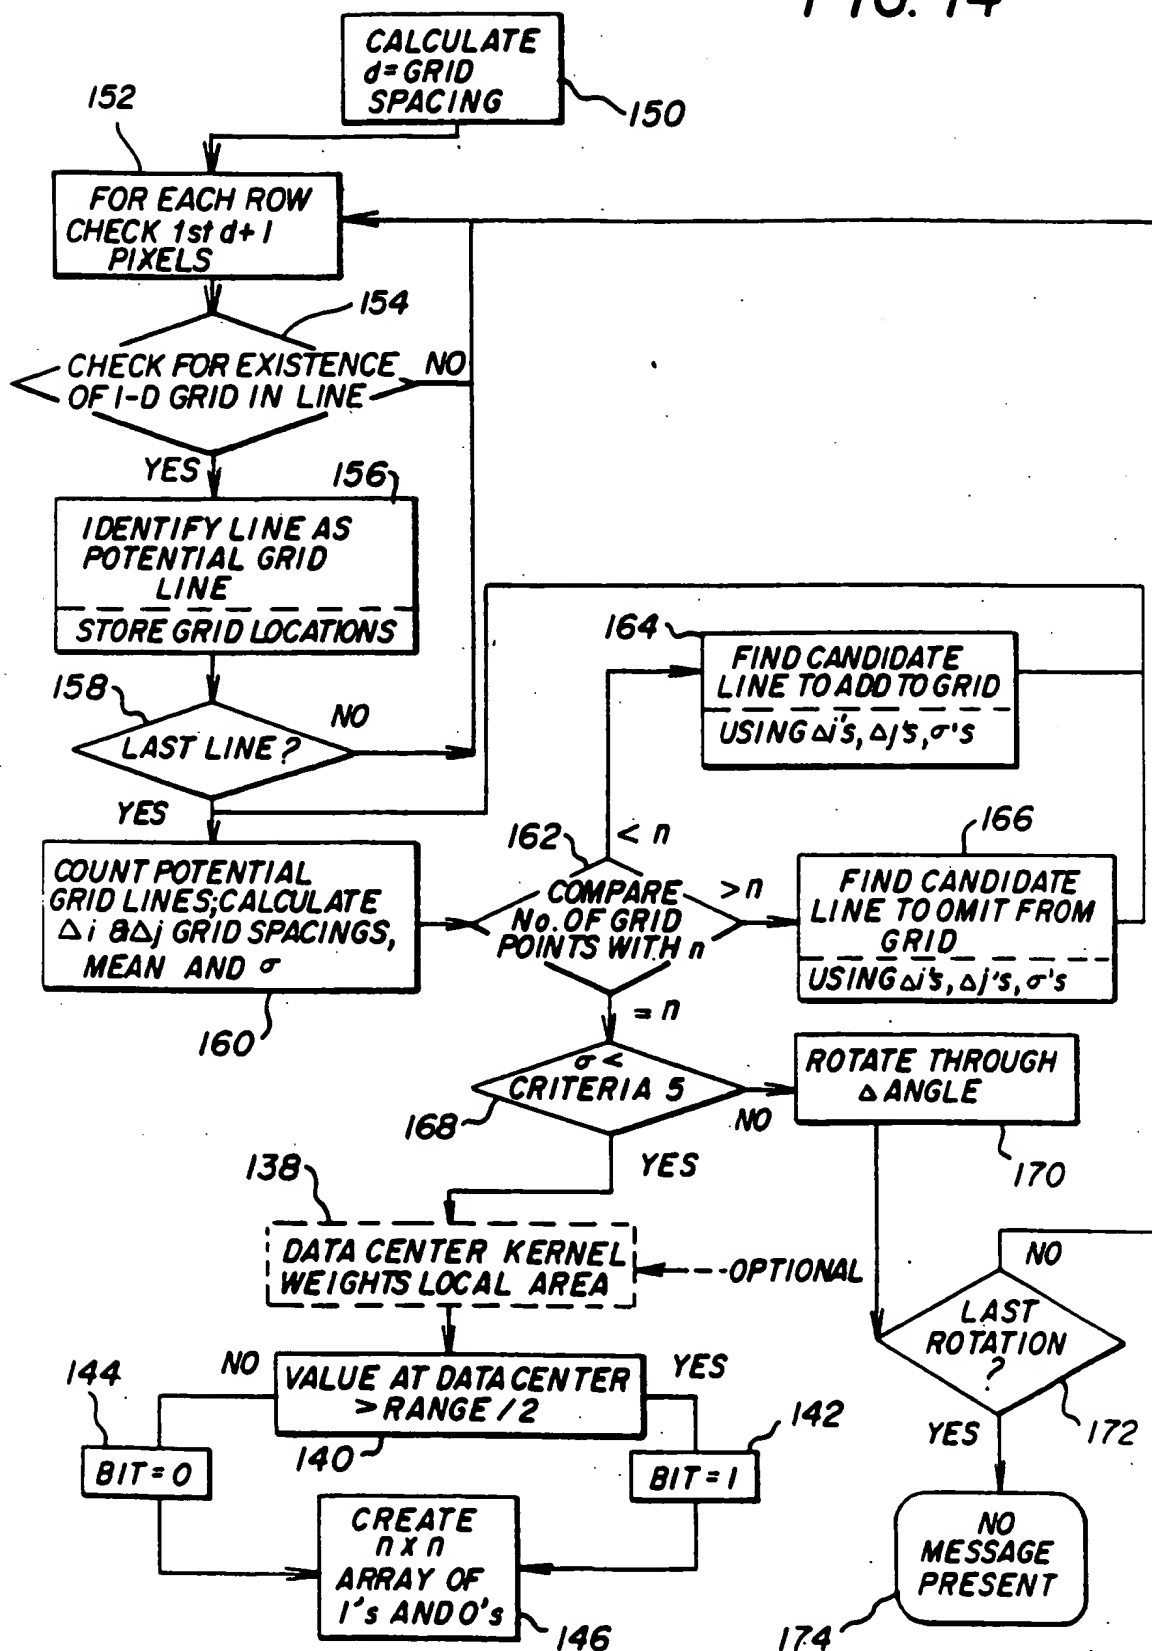 FIG. 14
CALCULATE
d=GRID
SPACING
150
152
FOR EACH ROW
CHECK 1st d+1
PIXELS
154
CHECK FOR EXISTENCE
OF 1-D GRID IN LINE
NO
YES
156
IDENTIFY LINE AS
POTENTIAL GRID
LINE
STORE GRID LOCATIONS
158
LAST LINE?
NO
YES
164
FIND CANDIDATE
LINE TO ADD TO GRID
USING Δi's, Δj's, σ's
COUNT POTENTIAL
GRID LINES;CALCULATE
Δi &Δj GRID SPACINGS,
MEAN AND σ
160
162
< n
COMPARE
No. OF GRID
POINTS WITH n
>n
= n
166
FIND CANDIDATE
LINE TO OMIT FROM
GRID
USING Δi's, Δj's, σ's
σ <
CRITERIA 5
168
NO
YES
ROTATE THROUGH
Δ ANGLE
170
138
DATA CENTER KERNEL
WEIGHTS LOCAL AREA
OPTIONAL
NO
LAST
ROTATION
?
172
YES
NO
VALUE AT DATA CENTER
>RANGE/2
YES
140
144
BIT=0
142
BIT=1
CREATE
n x n
ARRAY OF
1's AND 0's
146
NO
MESSAGE
PRESENT
174